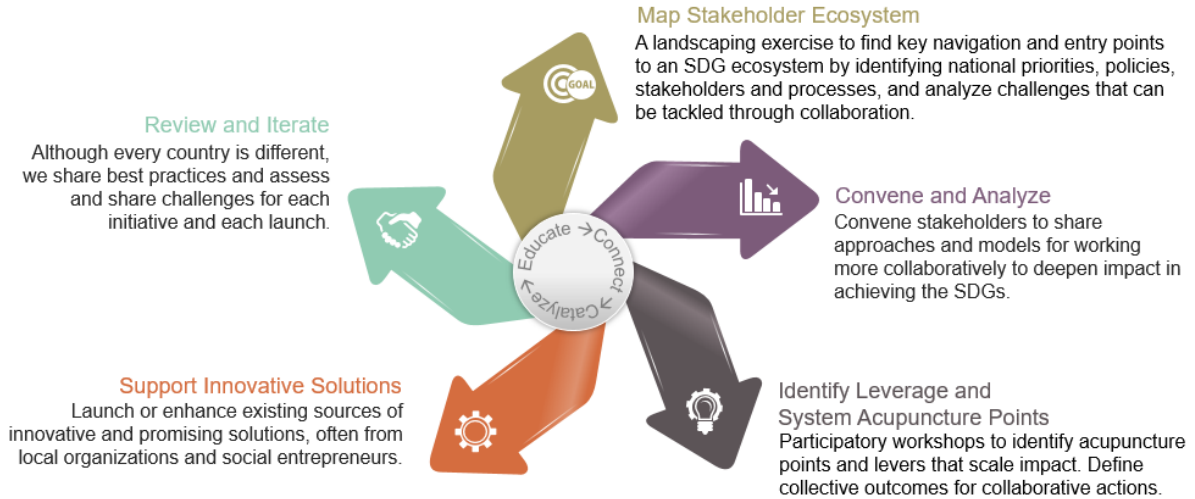 Map Stakeholder Ecosystem
A landscaping exercise to find key navigation and entry points
to an SDG ecosystem by identifying national priorities, policies,
stakeholders and processes, and analyze challenges that can
be tackled through collaboration.
GOAL
Convene and Analyze
Convene stakeholders to share
approaches and models for working
more collaboratively to deepen impact in
achieving the SDGs.
Identify Leverage and
System Acupuncture Points
Participatory workshops to identify acupuncture
points and levers that scale impact. Define
collective outcomes for collaborative actions.
Support Innovative Solutions
Launch or enhance existing sources of
innovative and promising solutions, often from
local organizations and social entrepreneurs.
Review and Iterate
Although every country is different,
we share best practices and assess
and share challenges for each
initiative and each launch.
Educate → Connect → Catalyze →